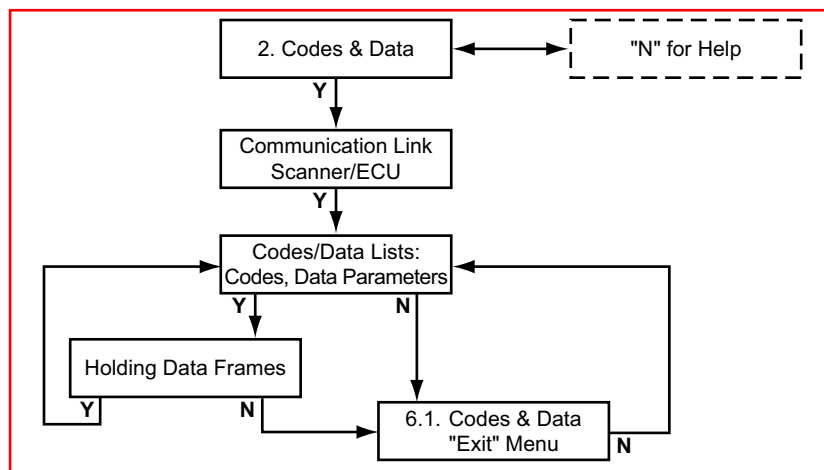 2. Codes & Data
"N" for Help
Y
Communication Link
Scanner/ECU
Y
Codes/Data Lists:
Codes, Data Parameters
Y
N
Holding Data Frames
Y
N
6.1. Codes & Data
"Exit" Menu
N